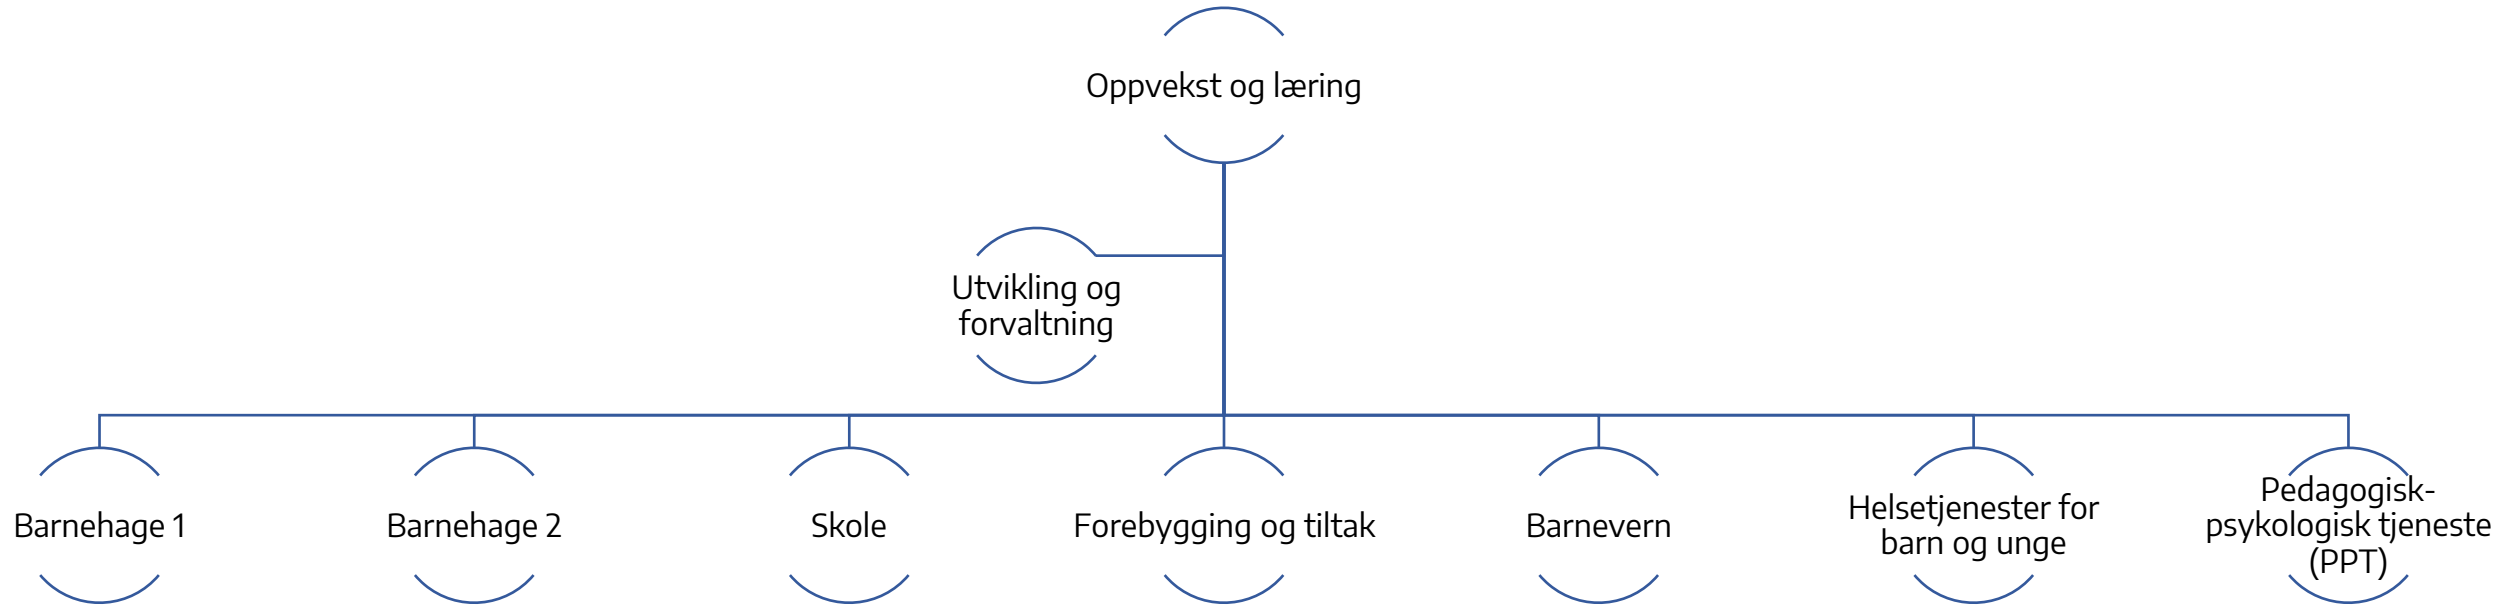 Oppvekst og læring
Utvikling og
forvaltning
Barnehage 1
Barnehage 2
Skole
Forebygging og tiltak
Barnevern
Helsetjenester for
barn og unge
Pedagogisk-
psykologisk tjeneste
(PPT)